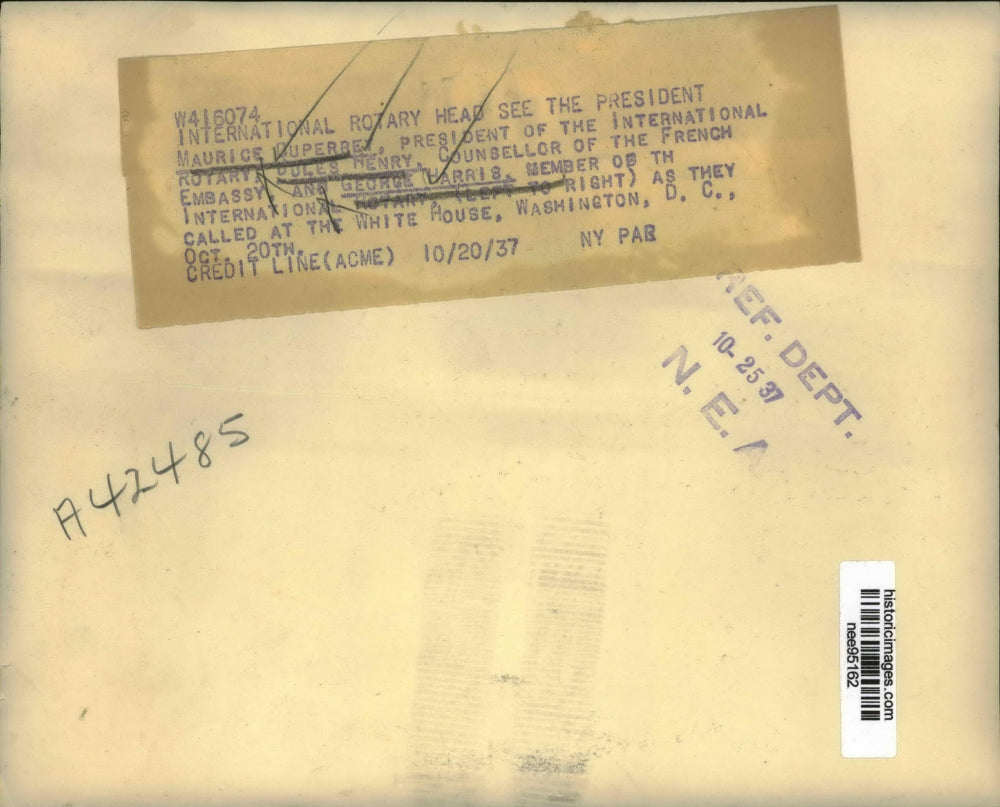 W416074
INTERNATIONAL ROTARY HEAD SEE THE PRESIDENT
MAURICE DUPERREY, PRESIDENT OF THE INTERNATIONAL
ROTARY, JULES HENRY, COUNSELLOR OF THE FRENCH
EMBASSY AND GEORGE HARRIS, MEMBER OF TH
INTERNATIONAL ROTARY, (LEFT TO RIGHT) AS THEY
CALLED AT THE WHITE HOUSE, WASHINGTON, D. C.,
OCT. 20TH.
CREDIT LINE(ACME) 10/20/37 NY PAR
REF. DEPT.
10-25 37
N. E. A
A42485
historicimages.com
nee95162